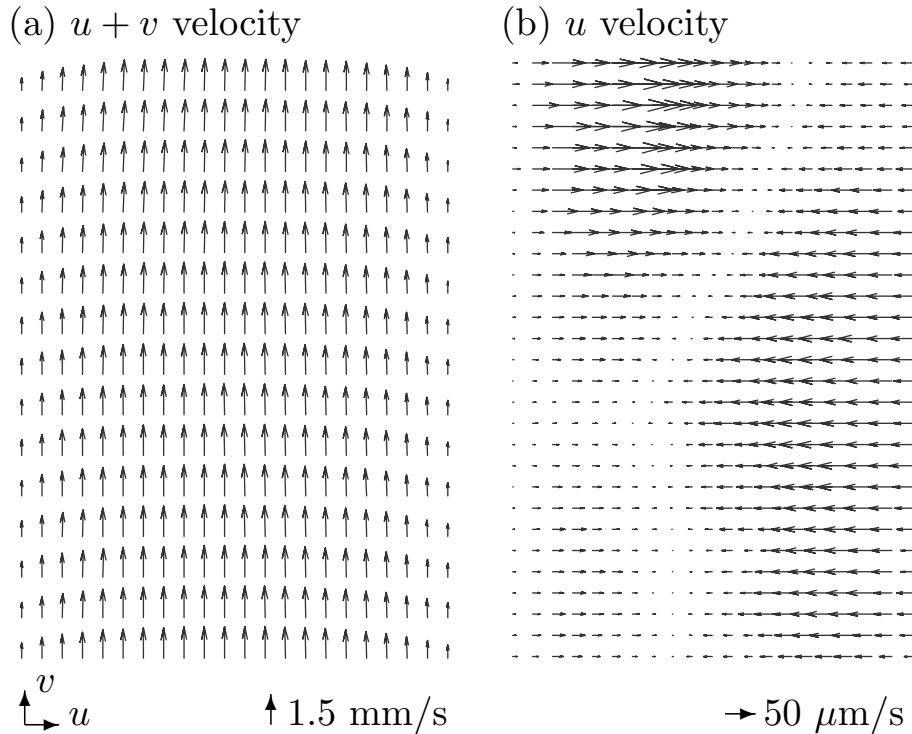 (a) u + v velocity
(b) u velocity
v
u
1.5 mm/s
50 μm/s